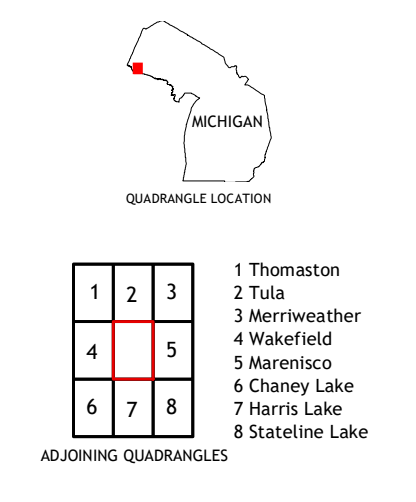 MICHIGAN
QUADRANGLE LOCATION
1 2 3
4 5
6 7 8
ADJOINING QUADRANGLES
1 Thomaston
2 Tula
3 Merriweather
4 Wakefield
5 Marenisco
6 Chaney Lake
7 Harris Lake
8 Stateline Lake